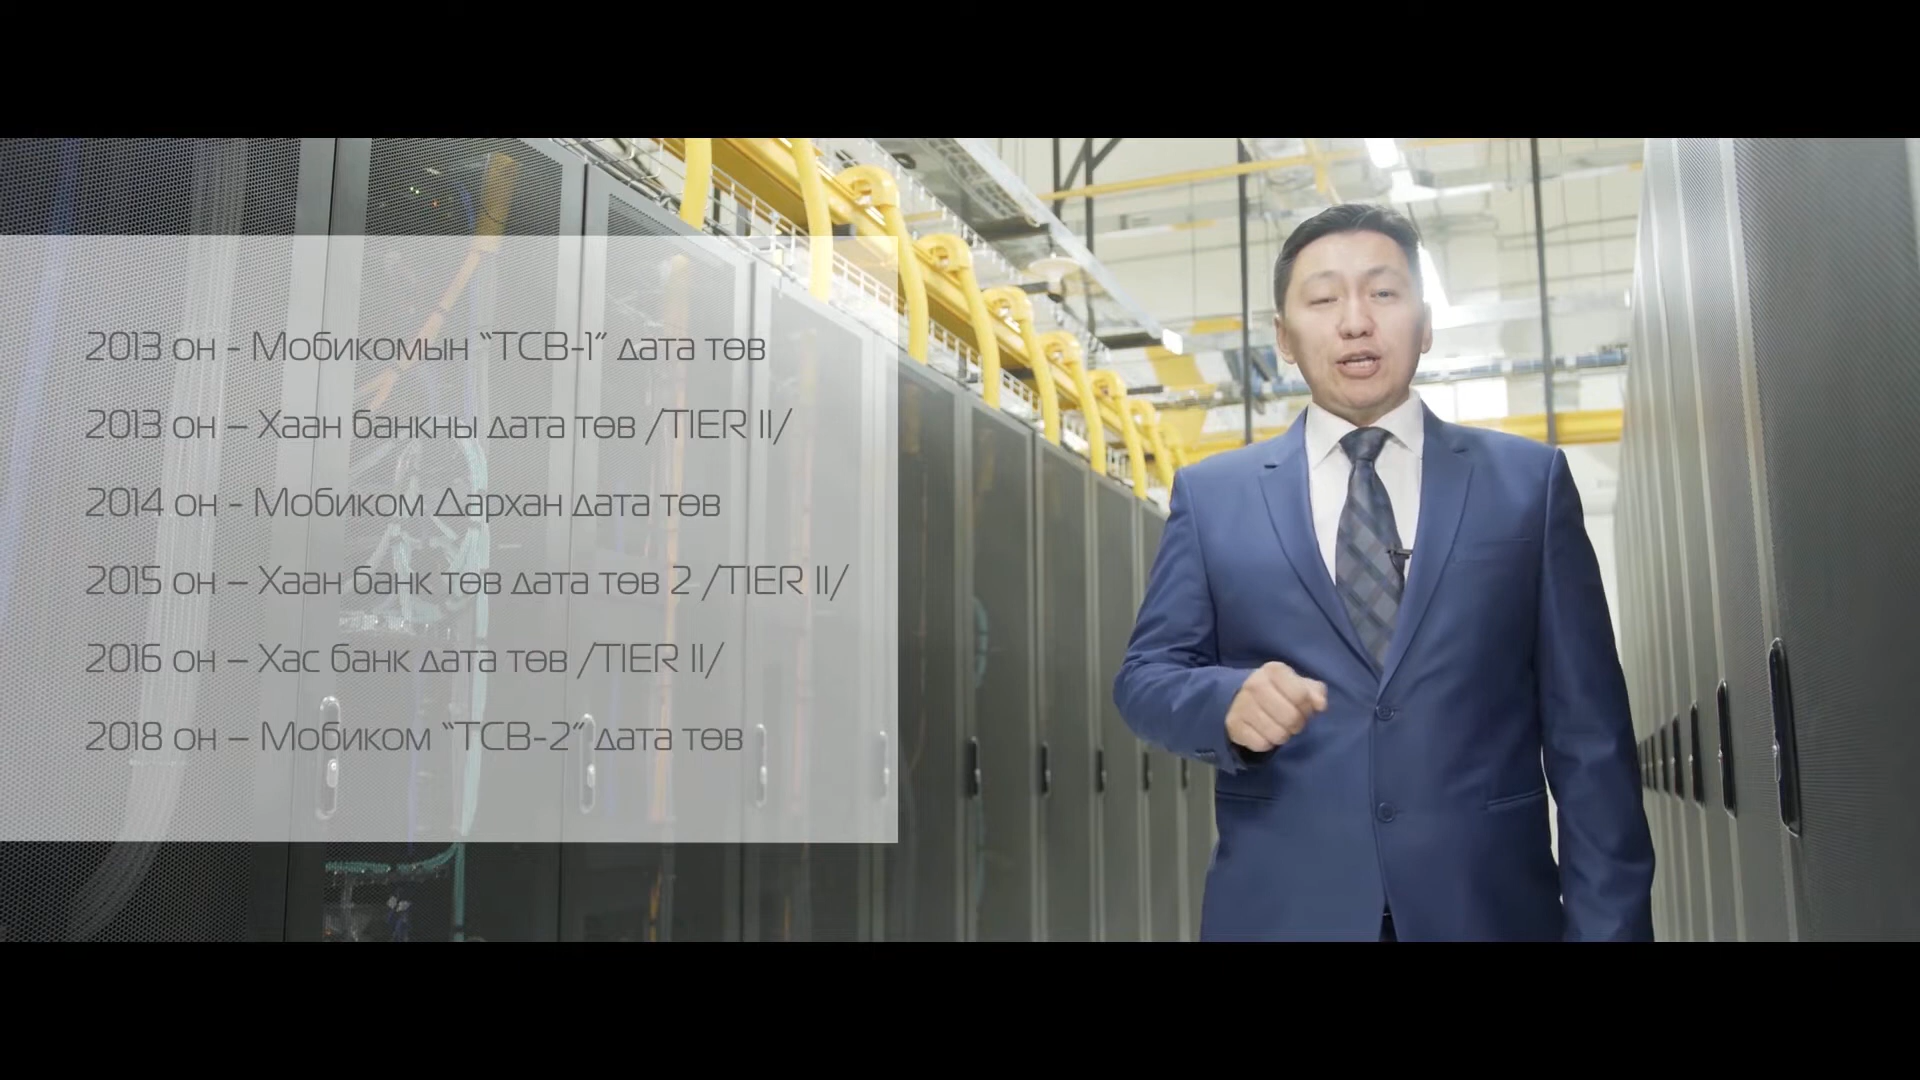 2013 он - Мобикомын “ТСВ-1” дата төв
2013 он – Хаан банкны дата төв /TIER II/
2014 он - Мобиком Дархан дата төв
2015 он – Хаан банк төв дата төв 2 /TIER II/
2016 он – Хас банк дата төв /TIER II/
2018 он – Мобиком “ТСВ-2” дата төв